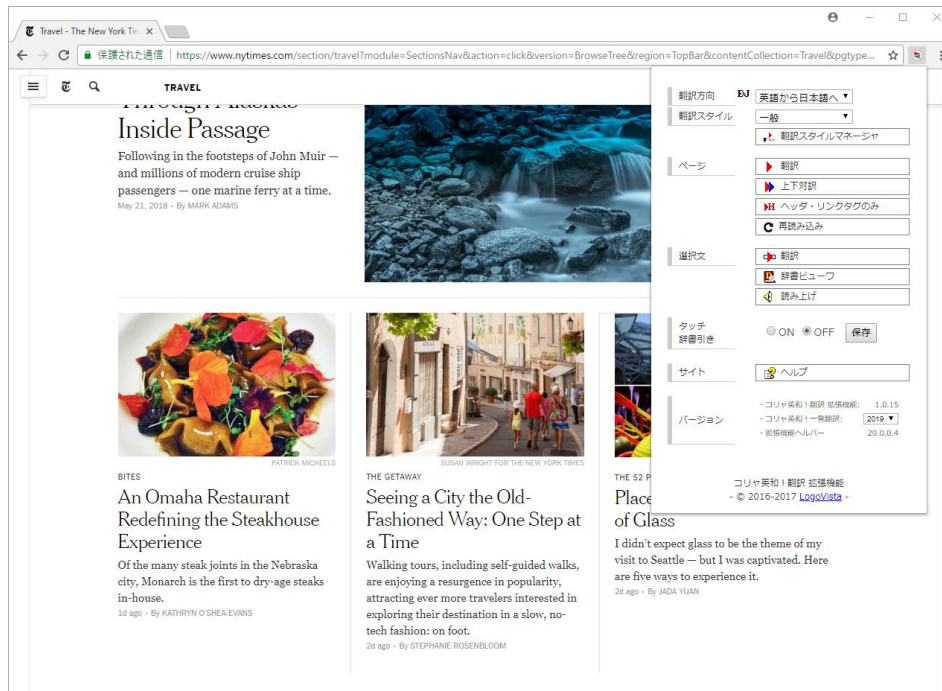 Travel - The New York Tim
保護された通信 | https://www.nytimes.com/section/travel?module=SectionsNav&action=click&version=BrowseTree&region=TopBar&contentCollection=Travel&pgtype...
TRAVEL
Through Alaskas
Inside Passage
Following in the footsteps of John Muir —
and millions of modern cruise ship
passengers — one marine ferry at a time.
May 21, 2018 - By MARK ADAMS
PATRICK MICHEELS
BITES
An Omaha Restaurant
Redefining the Steakhouse
Experience
Of the many steak joints in the Nebraska
city, Monarch is the first to dry-age steaks
in-house.
1d ago - By KATHRYN O'SHEA-EVANS
SUSAN WRIGHT FOR THE NEW YORK TIMES
THE GETAWAY
Seeing a City the Old-
Fashioned Way: One Step at
a Time
Walking tours, including self-guided walks,
are enjoying a resurgence in popularity,
attracting ever more travelers interested in
exploring their destination in a slow, no-
tech fashion: on foot.
2d ago - By STEPHANIE ROSENBLOOM
THE 52 P
Place
of Glass
I didn't expect glass to be the theme of my
visit to Seattle — but I was captivated. Here
are five ways to experience it.
2d ago - By JADA YUAN
翻訳方向 英語から日本語へ
翻訳スタイル 一般
翻訳スタイルマネージャ
ページ 翻訳
上下対訳
ヘッダ・リンクタグのみ
再読み込み
選択文 翻訳
辞書ビューワ
読み上げ
タッチ
辞書引き ON OFF 保存
サイト ヘルプ
バージョン
・コリャ英和！翻訳 拡張機能: 1.0.15
・コリャ英和！一発翻訳: 2019
・拡張機能ヘルパー 20.0.0.4
コリャ英和！翻訳 拡張機能
- © 2016-2017 LogoVista -